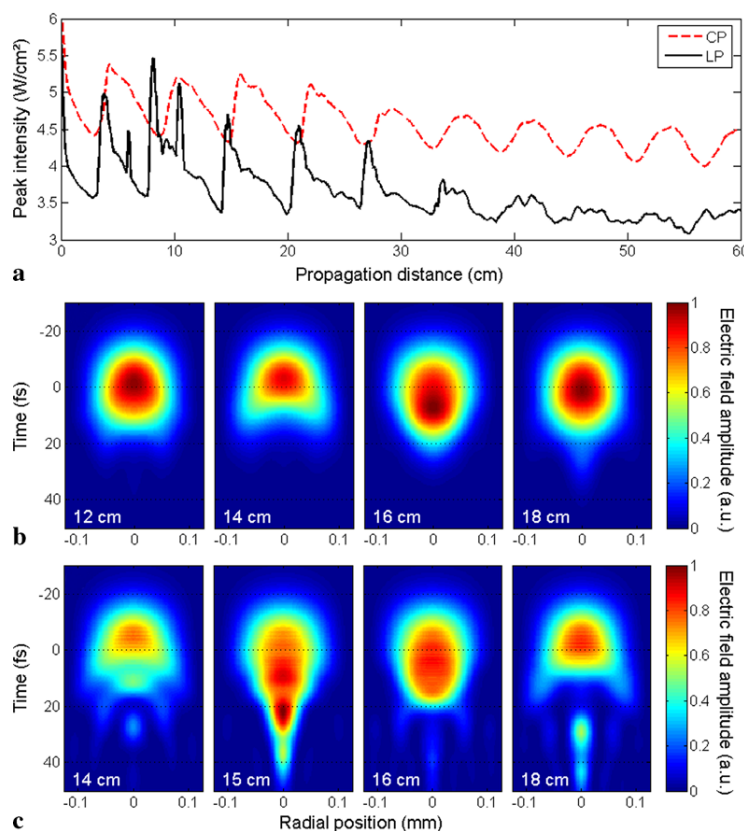 6
5.5
5
4.5
4
3.5
3
Peak intensity (W/cm²)
CP
LP
0
10
20
30
40
50
60
a
Propagation distance (cm)
-20
0
20
40
Time (fs)
12 cm
14 cm
16 cm
18 cm
1
0.8
0.6
0.4
0.2
0
Electric field amplitude (a.u.)
b
-0.1
0
0.1
-0.1
0
0.1
-0.1
0
0.1
-0.1
0
0.1
-20
0
20
40
Time (fs)
14 cm
15 cm
16 cm
18 cm
1
0.8
0.6
0.4
0.2
0
Electric field amplitude (a.u.)
-0.1
0
0.1
-0.1
0
0.1
-0.1
0
0.1
-0.1
0
0.1
c
Radial position (mm)